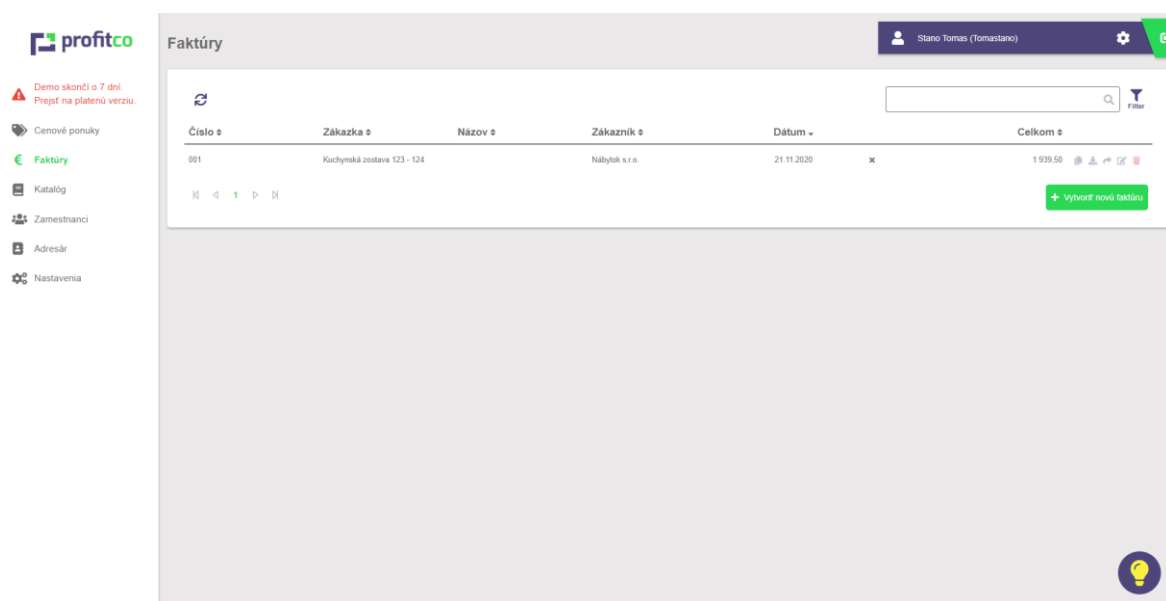 profitco
Faktúry
Stano Tomas (Tomastano)
Demo skončí o 7 dní.
Prejsť na platenú verziu.
Cenové ponuky
Faktúry
Katalóg
Zamestnanci
Adresár
Nastavenia
Filter
Číslo Zákazka Názov Zákazník Dátum Celkom
001 Kuchynská zostava 123 - 124 Nábytok s.r.o. 21.11.2020 1 939,50
1
+ Vytvoriť novú faktúru